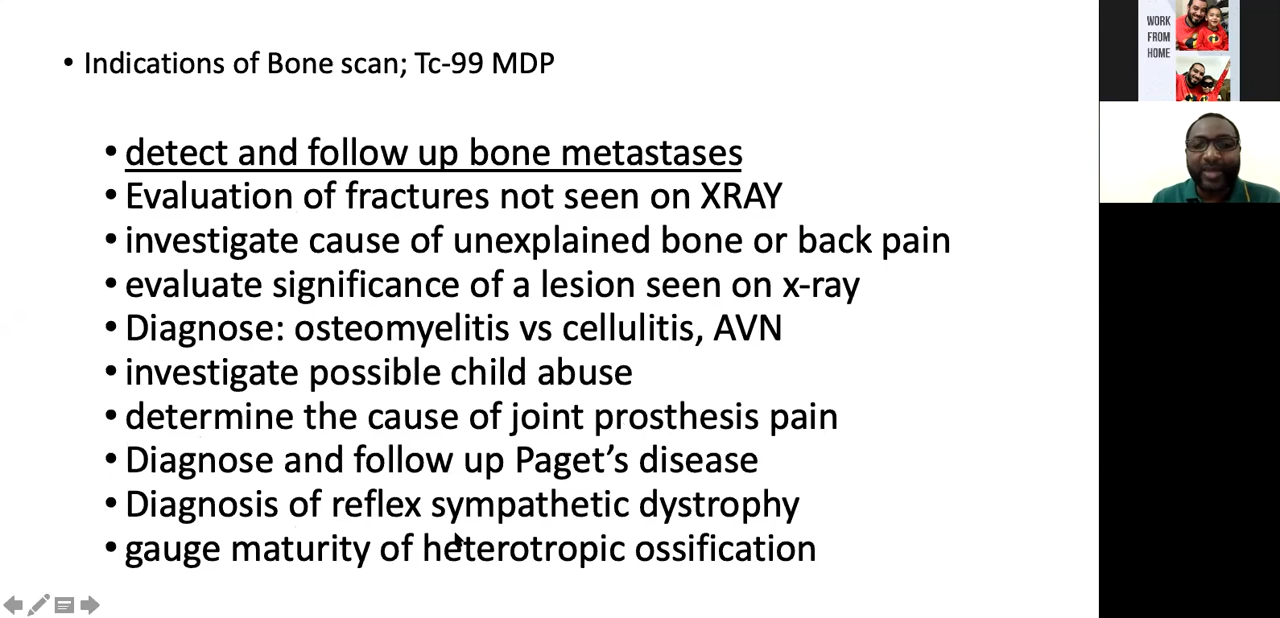 • Indications of Bone scan; Tc-99 MDP
• detect and follow up bone metastases
• Evaluation of fractures not seen on XRAY
• investigate cause of unexplained bone or back pain
• evaluate significance of a lesion seen on x-ray
• Diagnose: osteomyelitis vs cellulitis, AVN
• investigate possible child abuse
• determine the cause of joint prosthesis pain
• Diagnose and follow up Paget’s disease
• Diagnosis of reflex sympathetic dystrophy
• gauge maturity of heterotropic ossification
WORK
FROM
HOME